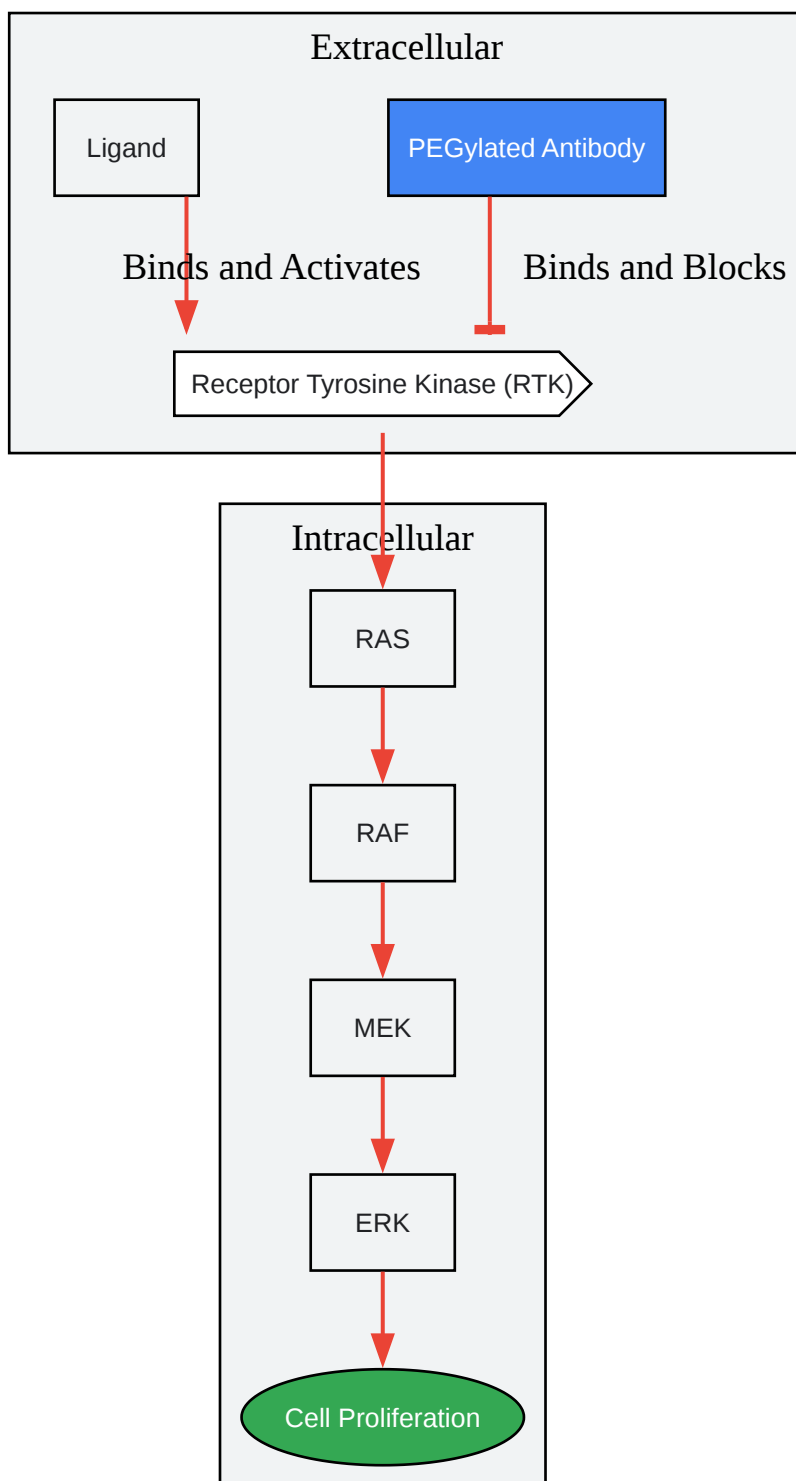 Extracellular
Ligand
PEGylated Antibody
Binds and Activates
Binds and Blocks
Receptor Tyrosine Kinase (RTK)
Intracellular
RAS
RAF
MEK
ERK
Cell Proliferation